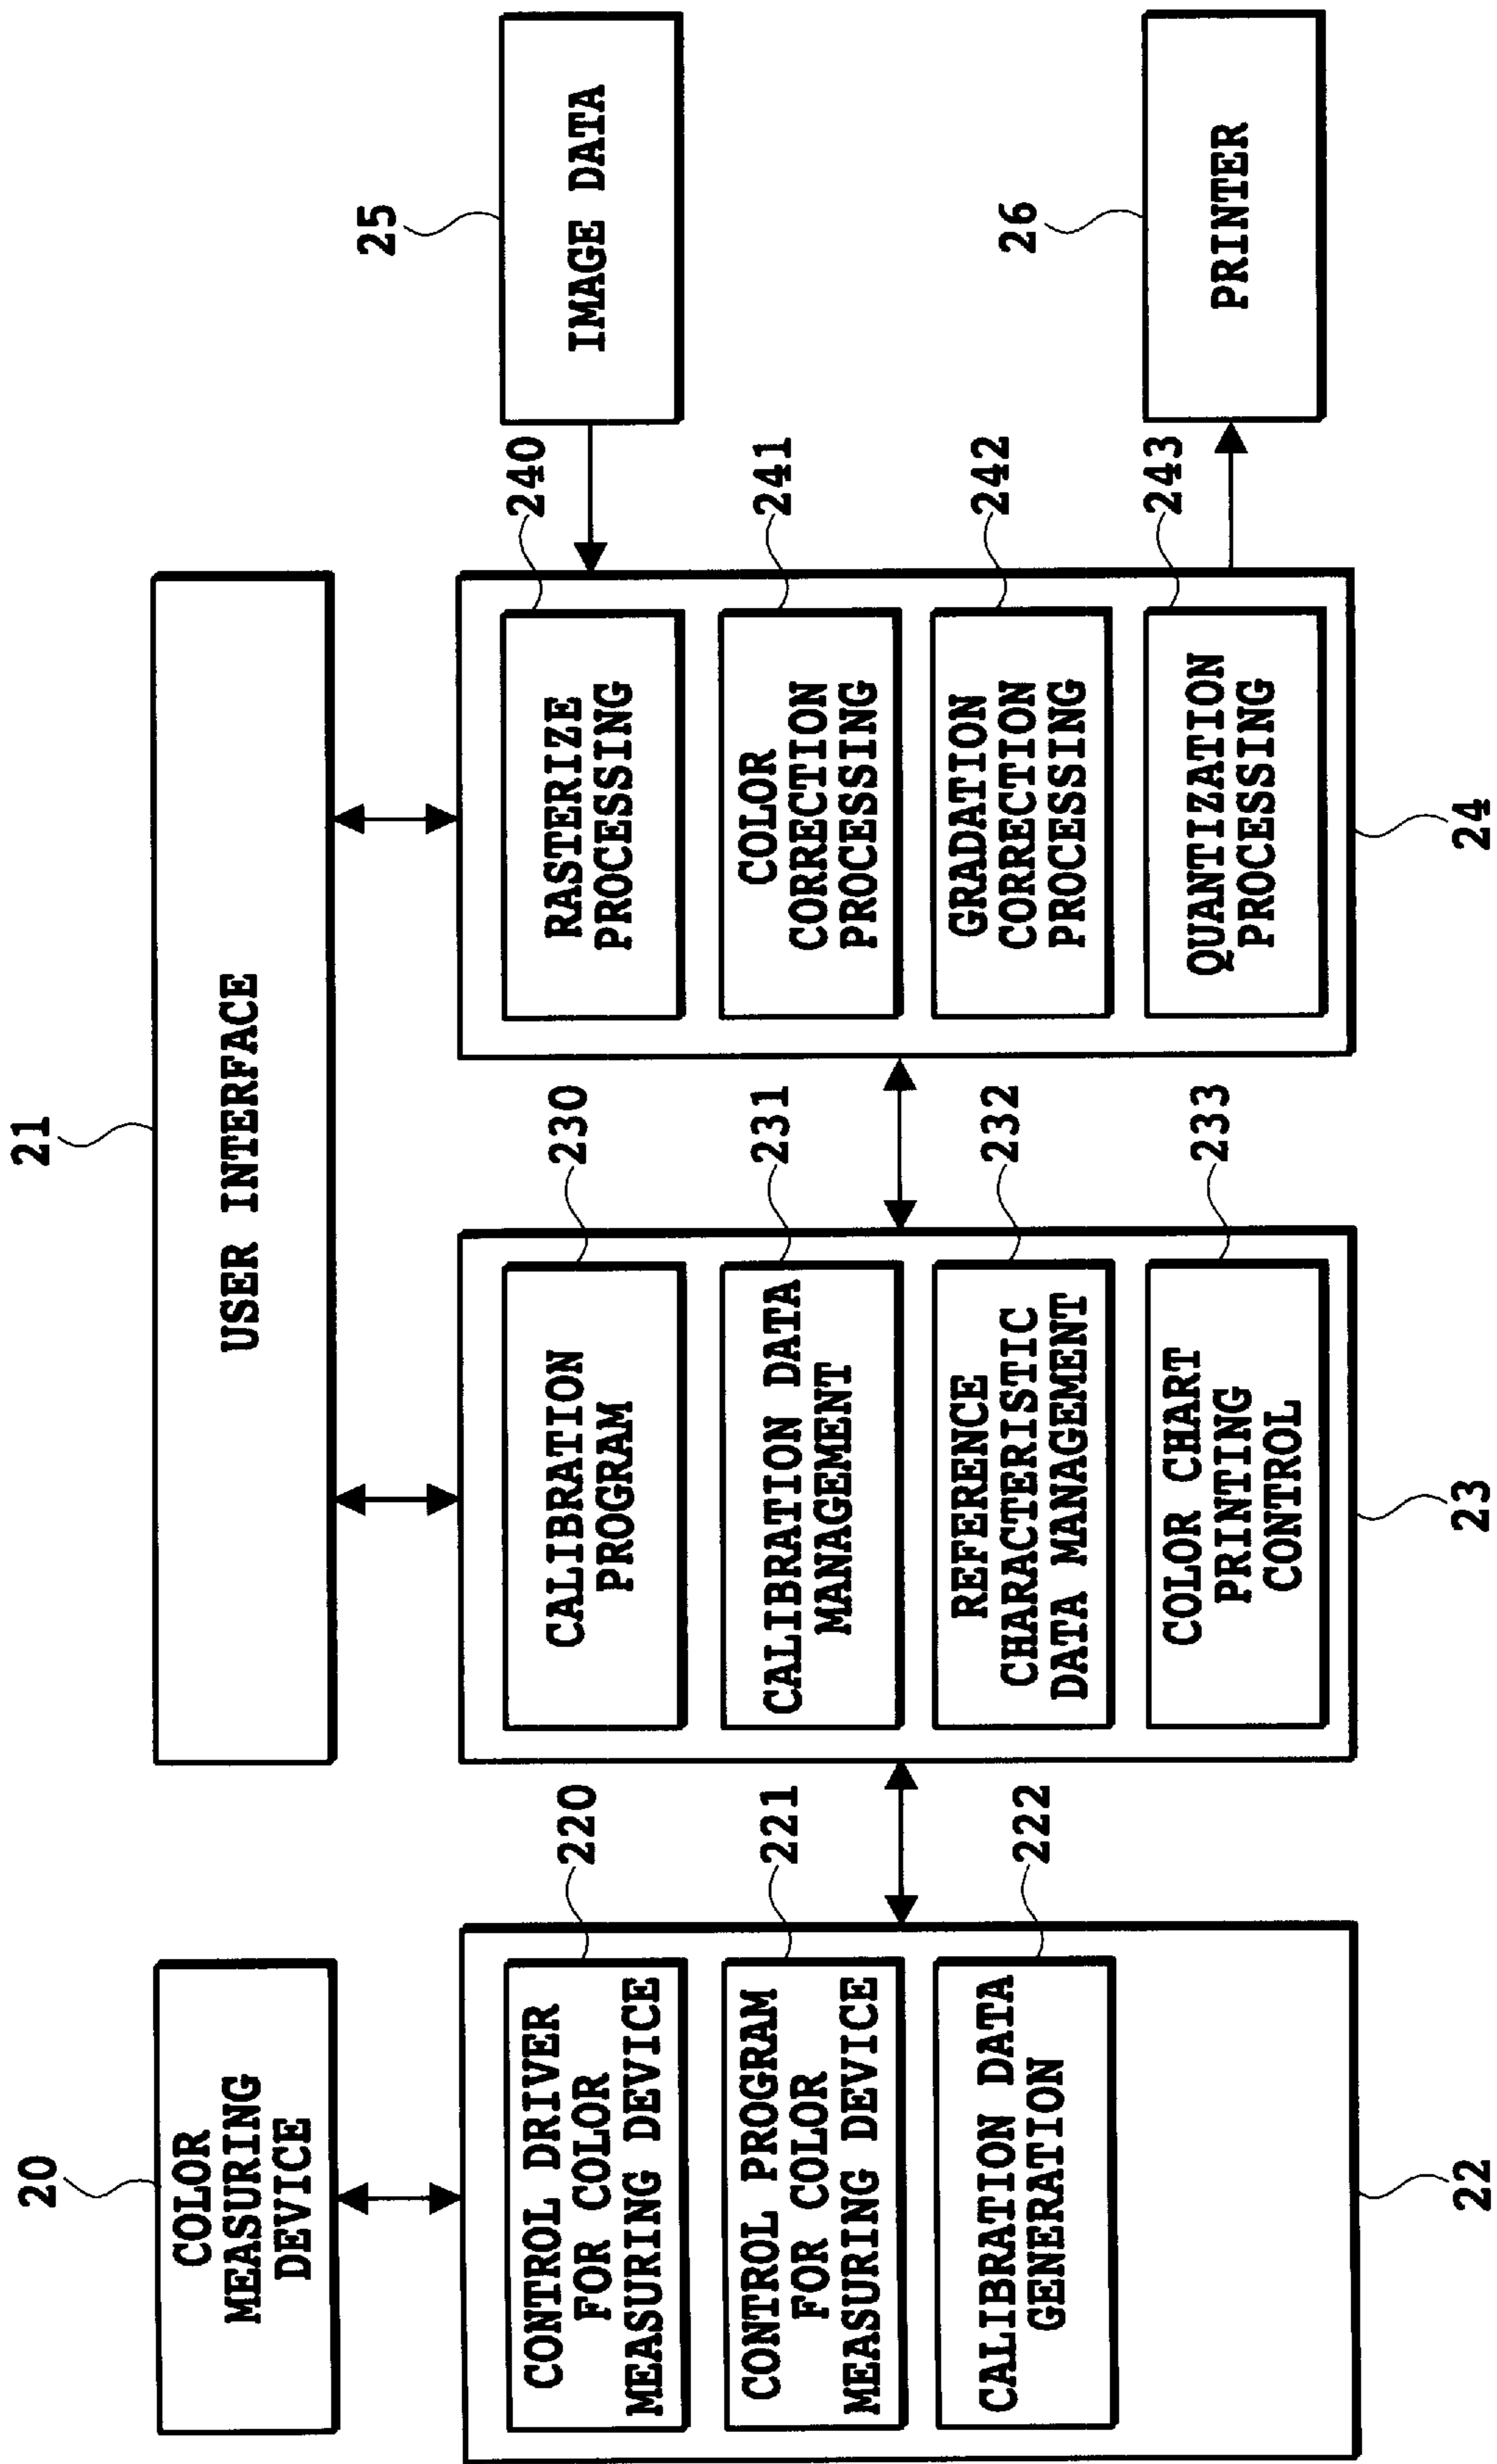 20
COLOR
MEASURING
DEVICE
21
USER INTERFACE
220
CONTROL DRIVER
FOR COLOR
MEASURING DEVICE
221
CONTROL PROGRAM
FOR COLOR
MEASURING DEVICE
222
CALIBRATION DATA
GENERATION
22
230
CALIBRATION
PROGRAM
231
CALIBRATION DATA
MANAGEMENT
232
REFERENCE
CHARACTERISTIC
DATA MANAGEMENT
233
COLOR CHART
PRINTING
CONTROL
23
240
RASTERIZE
PROCESSING
241
COLOR
CORRECTION
PROCESSING
242
GRADATION
CORRECTION
PROCESSING
243
QUANTIZATION
PROCESSING
24
25
IMAGE DATA
26
PRINTER